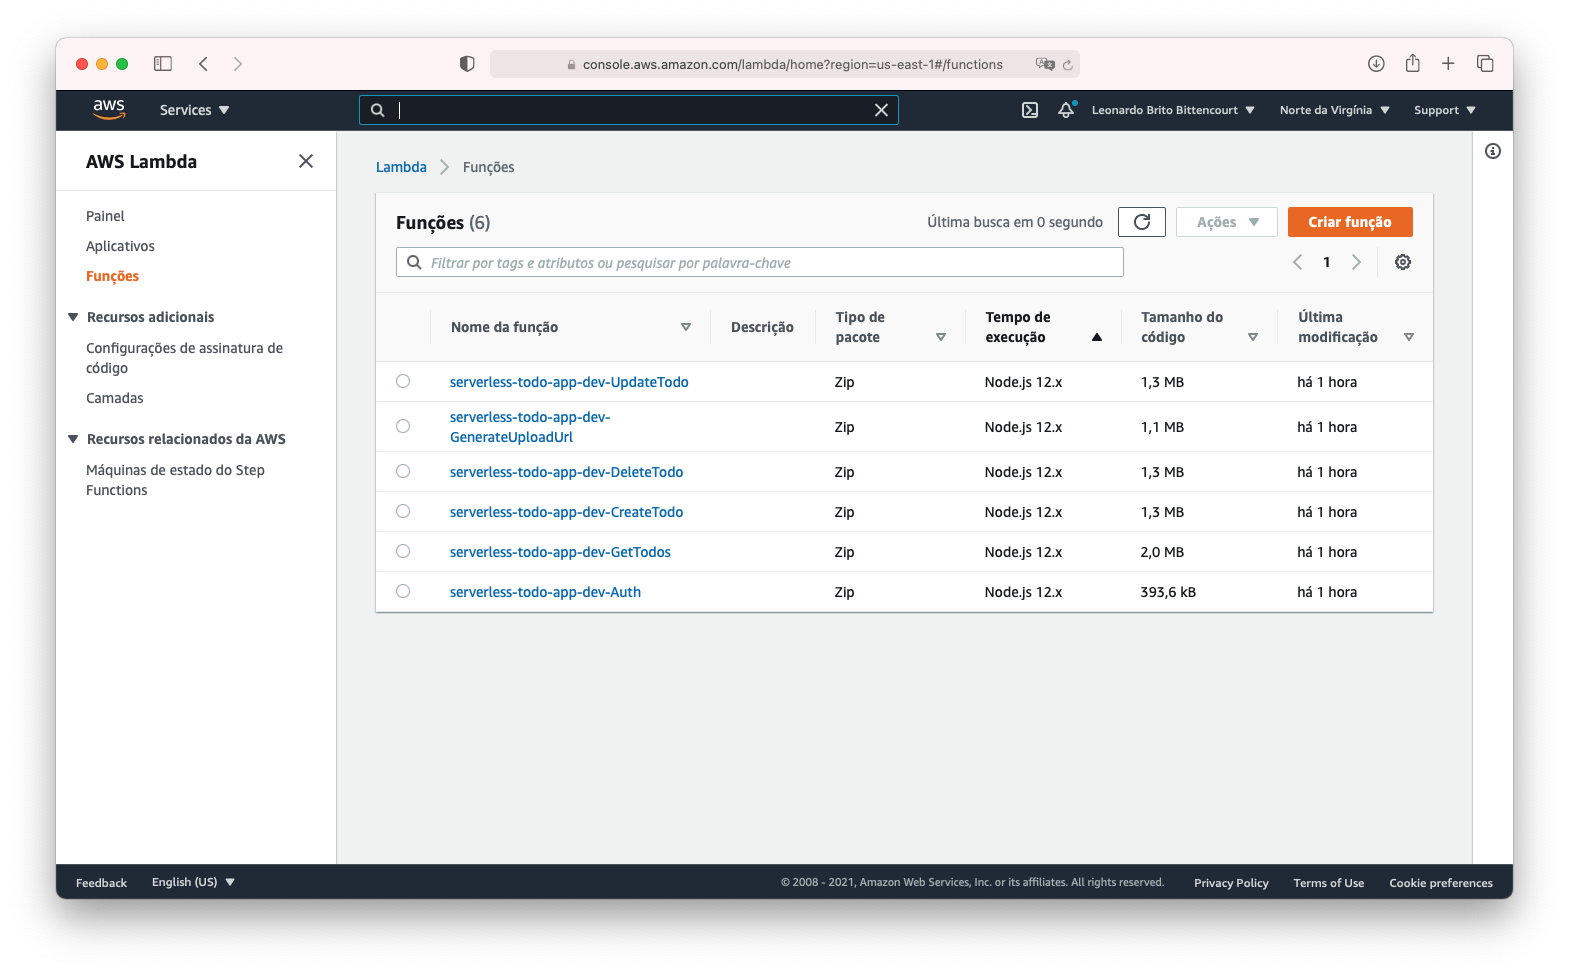 console.aws.amazon.com/lambda/home?region=us-east-1#/functions
aws
Services
Leonardo Brito Bittencourt
Norte da Virgínia
Support
AWS Lambda
Painel
Aplicativos
Funções
Recursos adicionais
Configurações de assinatura de
código
Camadas
Recursos relacionados da AWS
Máquinas de estado do Step
Functions
Lambda
Funções
Funções (6)
Última busca em 0 segundo
Ações
Criar função
Filtrar por tags e atributos ou pesquisar por palavra-chave
1
Nome da função
Descrição
Tipo de
pacote
Tempo de
execução
Tamanho do
código
Última
modificação
serverless-todo-app-dev-UpdateTodo Zip Node.js 12.x 1,3 MB há 1 hora
serverless-todo-app-dev-
GenerateUploadUrl Zip Node.js 12.x 1,1 MB há 1 hora
serverless-todo-app-dev-DeleteTodo Zip Node.js 12.x 1,3 MB há 1 hora
serverless-todo-app-dev-CreateTodo Zip Node.js 12.x 1,3 MB há 1 hora
serverless-todo-app-dev-GetTodos Zip Node.js 12.x 2,0 MB há 1 hora
serverless-todo-app-dev-Auth Zip Node.js 12.x 393,6 kB há 1 hora
Feedback
English (US)
© 2008 - 2021, Amazon Web Services, Inc. or its affiliates. All rights reserved.
Privacy Policy
Terms of Use
Cookie preferences